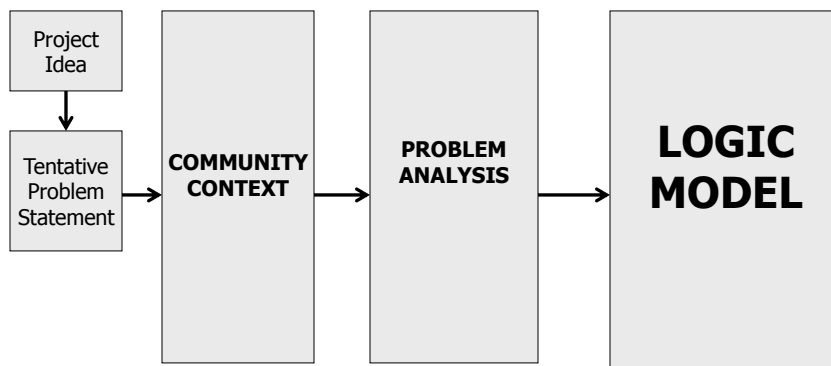 Project
Idea
Tentative
Problem
Statement
COMMUNITY
CONTEXT
PROBLEM
ANALYSIS
LOGIC
MODEL